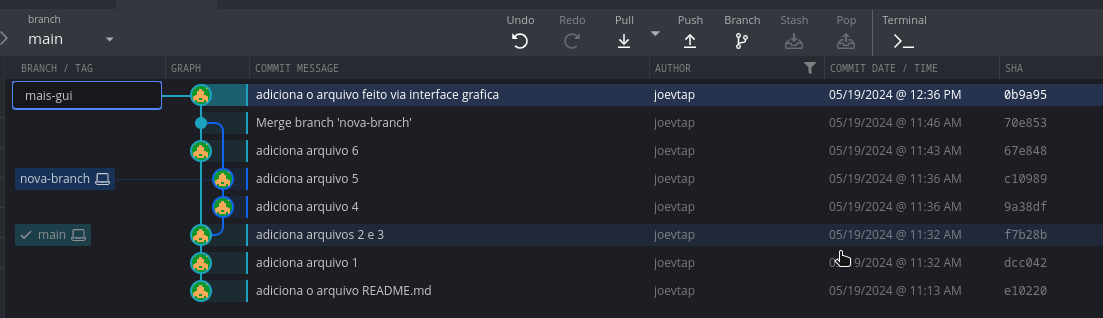 branch
main
Undo Redo Pull Push Branch Stash Pop Terminal
BRANCH / TAG GRAPH COMMIT MESSAGE AUTHOR COMMIT DATE / TIME SHA
mais-gui adiciona o arquivo feito via interface grafica joevtap 05/19/2024 @ 12:36 PM 0b9a95
Merge branch 'nova-branch' joevtap 05/19/2024 @ 11:46 AM 70e853
adiciona arquivo 6 joevtap 05/19/2024 @ 11:43 AM 67e848
nova-branch adiciona arquivo 5 joevtap 05/19/2024 @ 11:36 AM c10989
adiciona arquivo 4 joevtap 05/19/2024 @ 11:36 AM 9a38df
main adiciona arquivos 2 e 3 joevtap 05/19/2024 @ 11:32 AM f7b28b
adiciona arquivo 1 joevtap 05/19/2024 @ 11:32 AM dcc042
adiciona o arquivo README.md joevtap 05/19/2024 @ 11:13 AM e10220